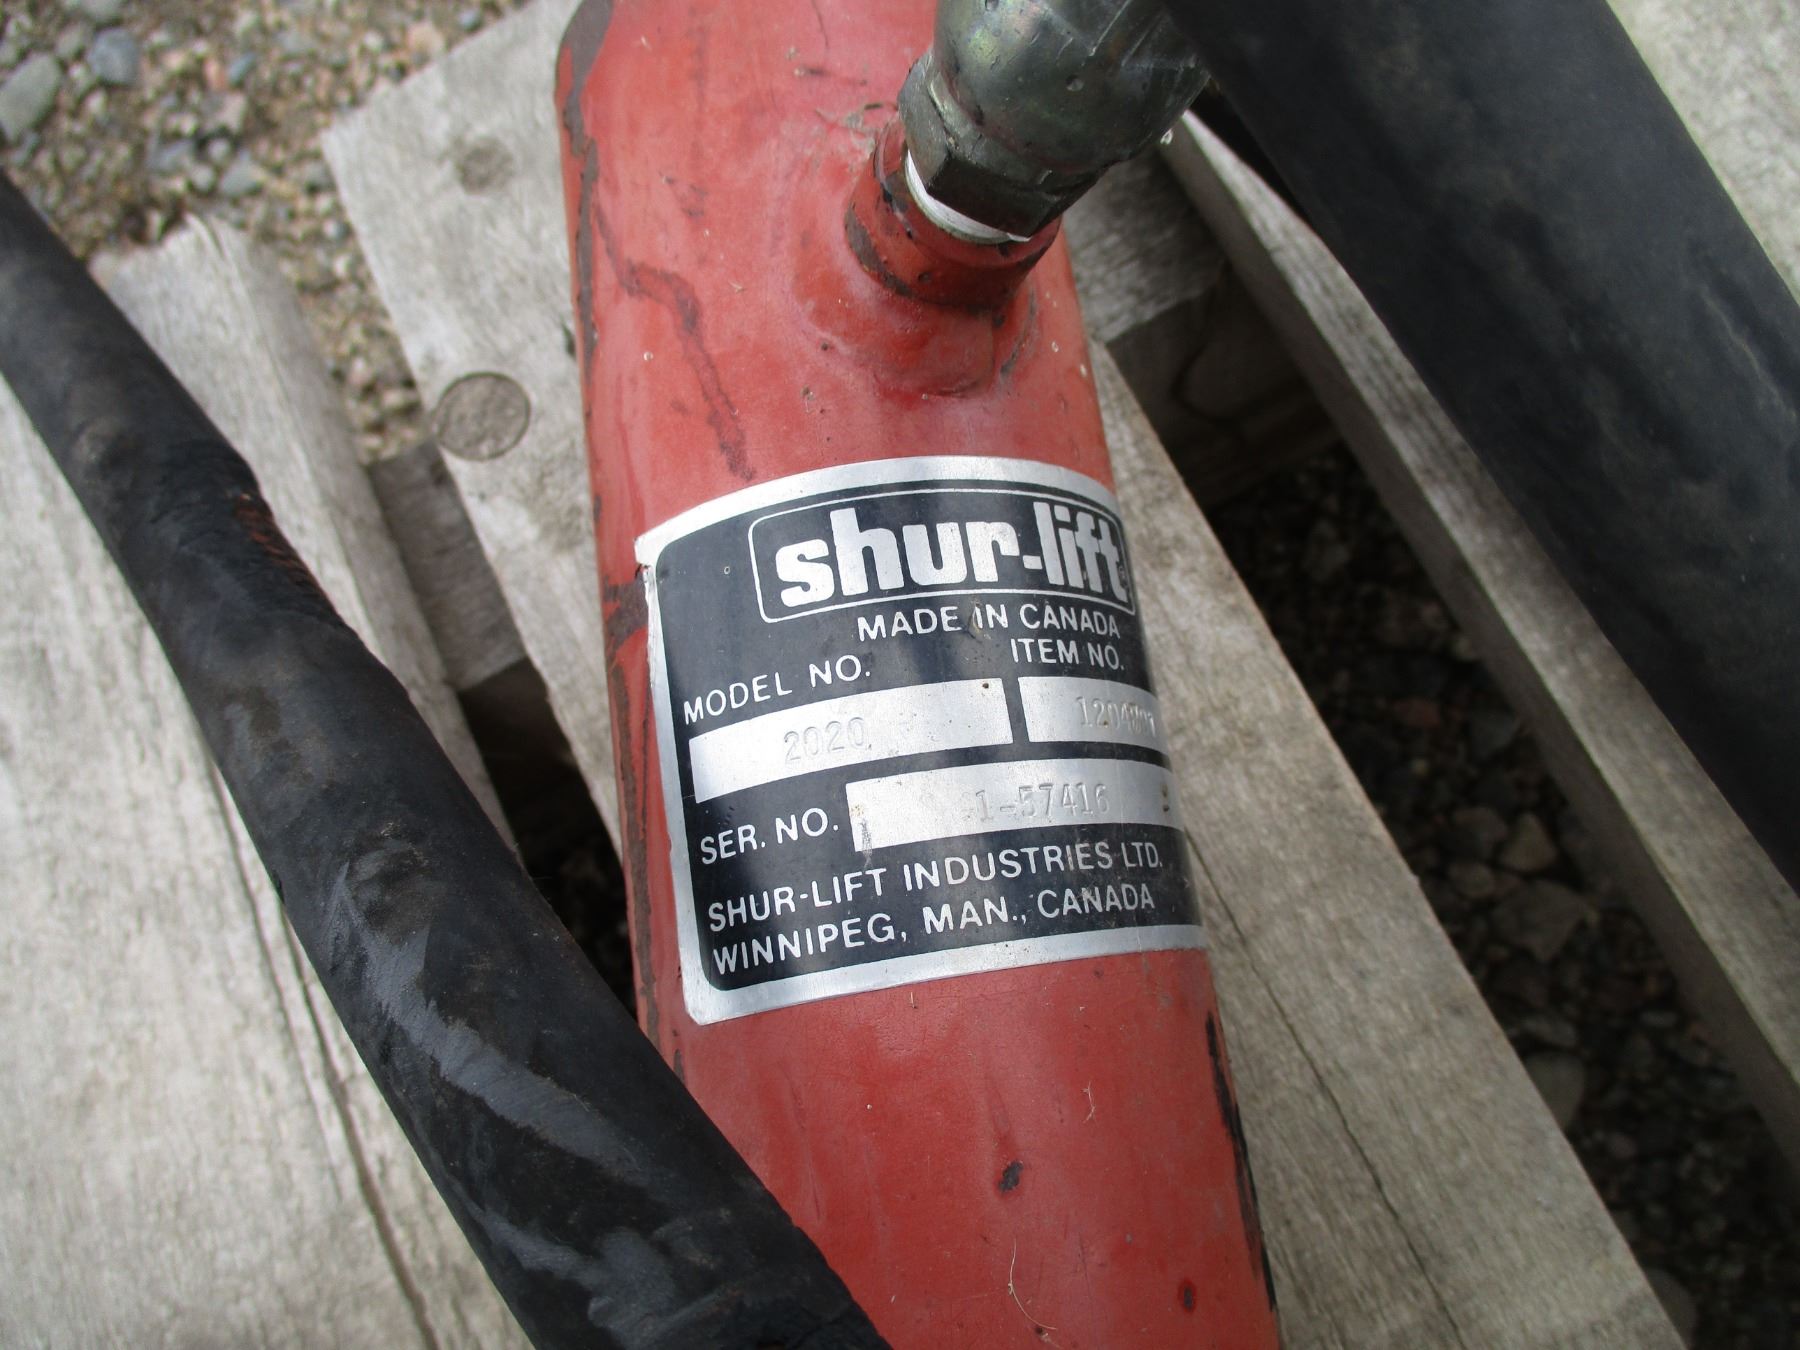 shur-lift
MADE IN CANADA
MODEL NO. ITEM NO.
2020
SER. NO. -1-57416
SHUR-LIFT INDUSTRIES LTD.
WINNIPEG, MAN., CANADA